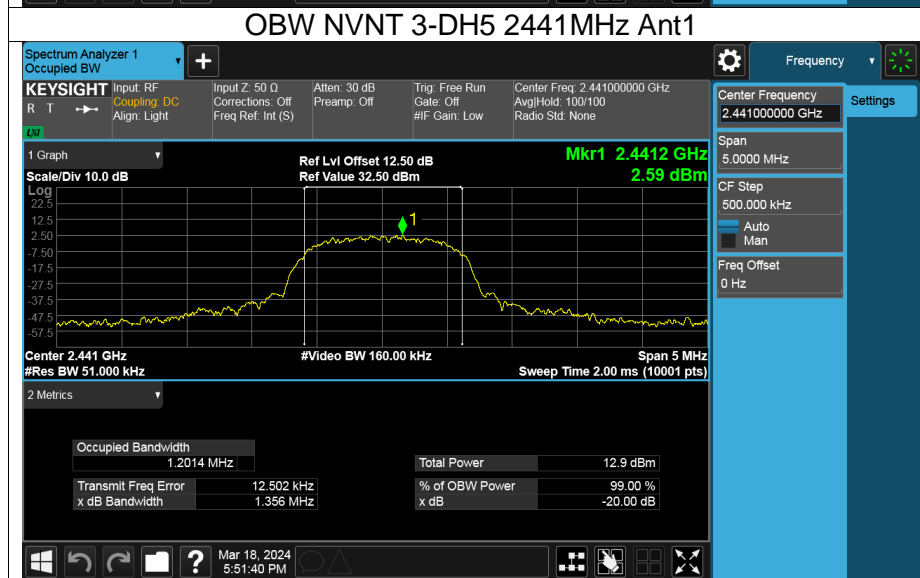 OBW NVNT 3-DH5 2441MHz Ant1
Spectrum Analyzer 1
Occupied BW
+
Frequency
KEYSIGHT
R T
LXI
Input: RF
Coupling: DC
Align: Light
Input Z: 50 Ω
Corrections: Off
Freq Ref: Int (S)
Atten: 30 dB
Preamp: Off
Trig: Free Run
Gate: Off
#IF Gain: Low
Center Freq: 2.441000000 GHz
Avg|Hold: 100/100
Radio Std: None
Center Frequency
2.441000000 GHz
Settings
Span
5.0000 MHz
CF Step
500.000 kHz
Auto
Man
Freq Offset
0 Hz
1 Graph
Scale/Div 10.0 dB
Ref Lvl Offset 12.50 dB
Ref Value 32.50 dBm
Mkr1 2.4412 GHz
2.59 dBm
Log
22.5
12.5
2.50
-7.50
-17.5
-27.5
-37.5
-47.5
-57.5
1
Center 2.441 GHz
#Video BW 160.00 kHz
Span 5 MHz
#Res BW 51.000 kHz
Sweep Time 2.00 ms (10001 pts)
2 Metrics
Occupied Bandwidth
1.2014 MHz
Total Power 12.9 dBm
Transmit Freq Error 12.502 kHz
% of OBW Power 99.00 %
x dB Bandwidth 1.356 MHz
x dB -20.00 dB
?
Mar 18, 2024
5:51:40 PM